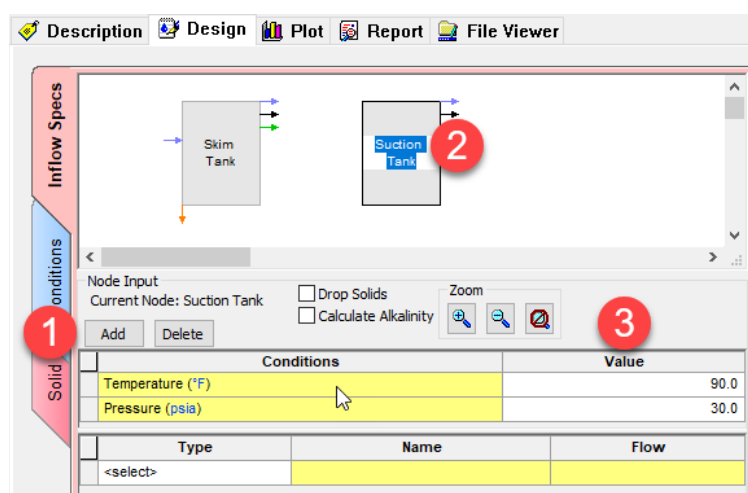 Description Design Plot Report File Viewer
Inflow Specs
Skim
Tank
Suction
Tank
2
Conditions
Node Input
Current Node: Suction Tank
Drop Solids
Calculate Alkalinity
Zoom
3
1
Add Delete
Solid
Conditions Value
Temperature (°F) 90.0
Pressure (psia) 30.0
Type Name Flow
<select>